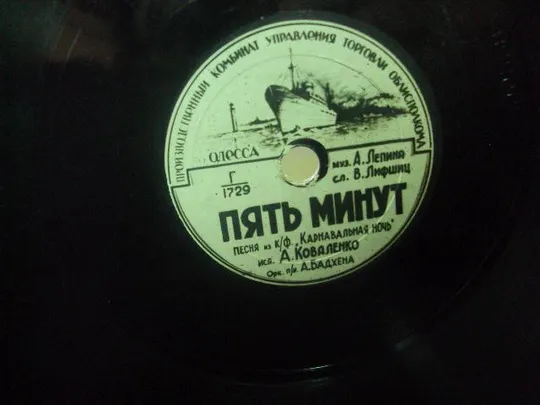 ПРОИЗВОДСТВЕННЫЙ КОМБИНАТ УПРАВЛЕНИЯ ТОРГОВЛИ ОБЛИСПОЛКОМА
ОДЕССА
муз. А. Лепина
сл. В. Лифшиц
Г
1729
ПЯТЬ МИНУТ
ПЕСНЯ ИЗ К/Ф. „КАРНАВАЛЬНАЯ НОЧЬ"
исп. А. КОВАЛЕНКО
Орк. п/у А. БАДХЕНА